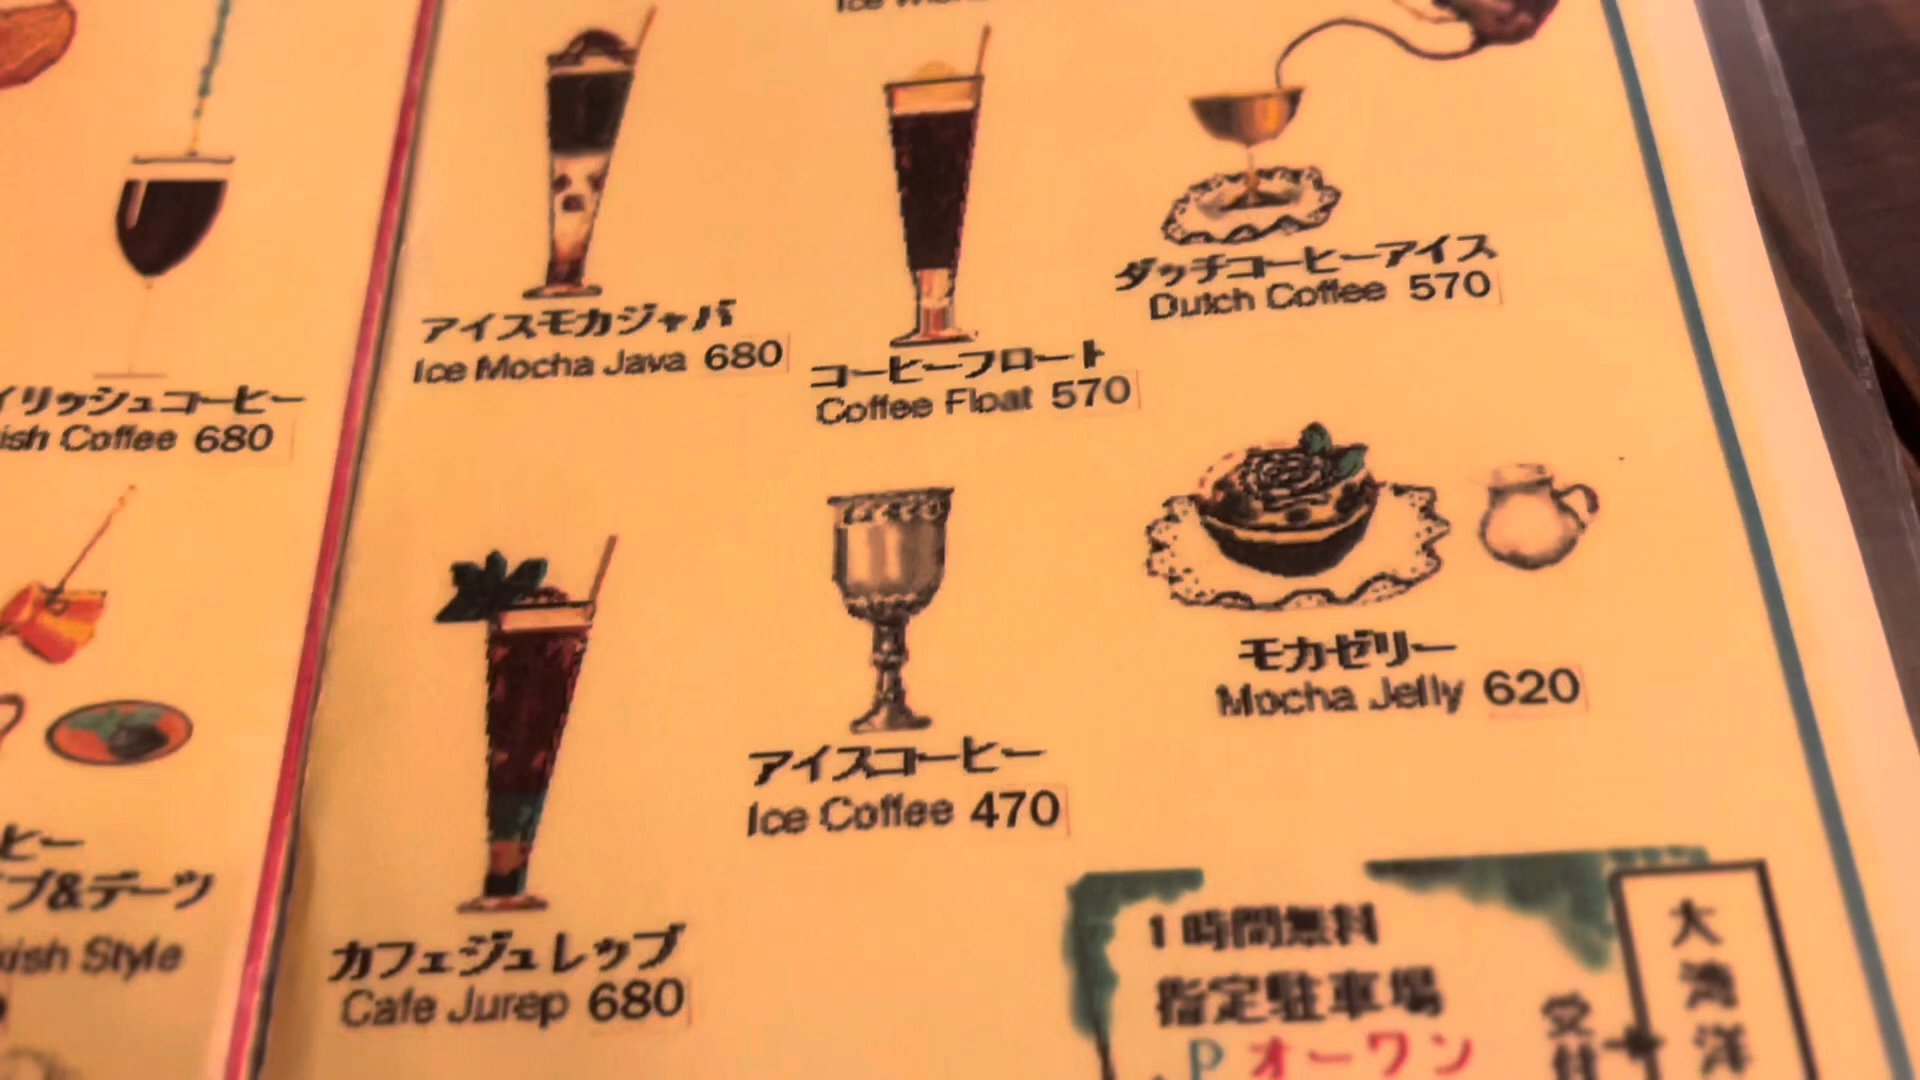 アイスモカジャバ
Ice Mocha Java 680
コーヒーフロート
Coffee Float 570
ダッチコーヒーアイス
Dutch Coffee 570
イリッシュコーヒー
ish Coffee 680
アイスコーヒー
Ice Coffee 470
モカゼリー
Mocha Jelly 620
ヒー
ブ&デーツ
kish Style
カフェジュレップ
Cafe Jurep 680
1時間無料
指定駐車場
P オーワン
受付
大湾洋